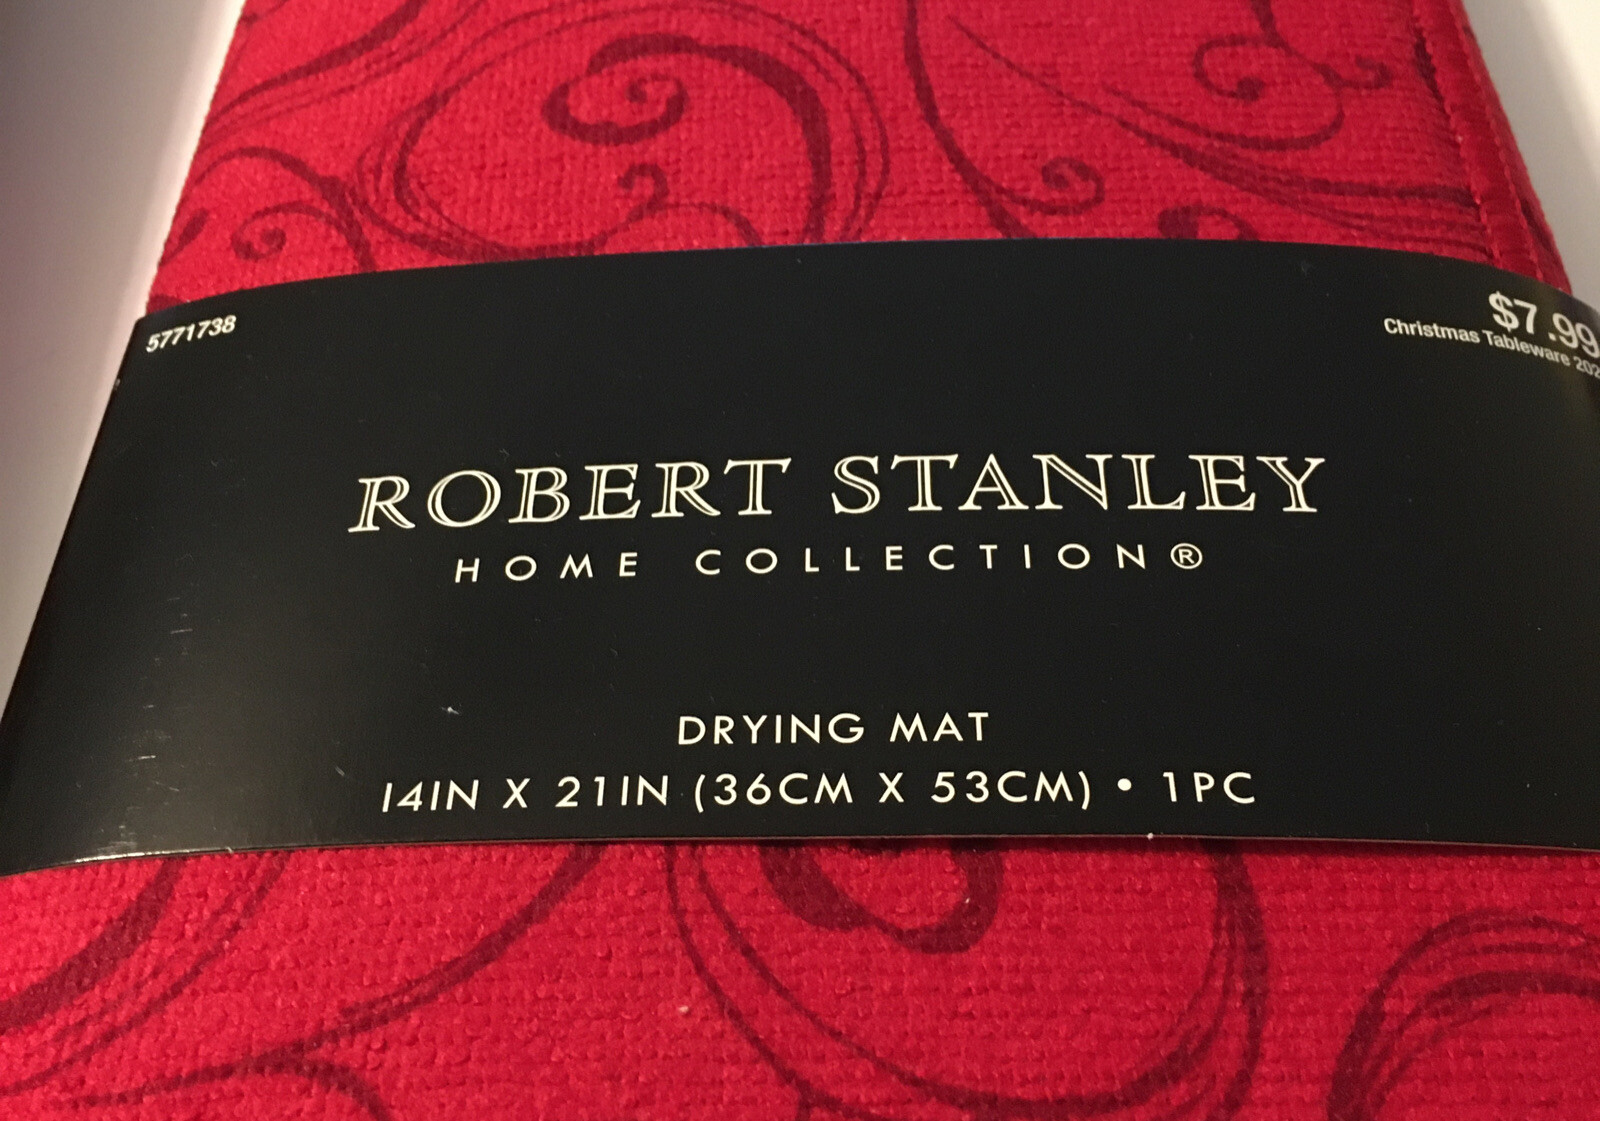 5771738
$7.99
Christmas Tableware
ROBERT STANLEY
HOME COLLECTION®
DRYING MAT
14IN X 21IN (36CM X 53CM) • 1PC